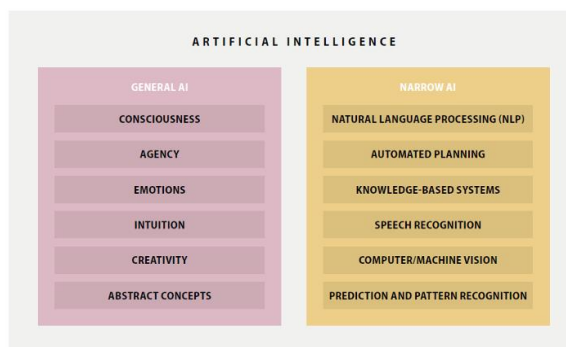 ARTIFICIAL INTELLIGENCE
GENERAL AI
CONSCIOUSNESS
AGENCY
EMOTIONS
INTUITION
CREATIVITY
ABSTRACT CONCEPTS
NARROW AI
NATURAL LANGUAGE PROCESSING (NLP)
AUTOMATED PLANNING
KNOWLEDGE-BASED SYSTEMS
SPEECH RECOGNITION
COMPUTER/MACHINE VISION
PREDICTION AND PATTERN RECOGNITION